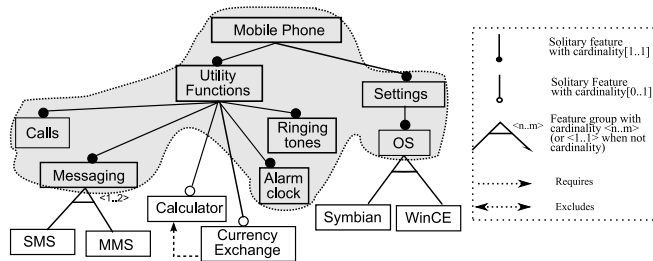 Mobile Phone
Utility
Functions
Settings
Calls
Ringing
tones
OS
Messaging
Alarm
clock
<1..2>
Calculator
Symbian
WinCE
SMS
MMS
Currency
Exchange
Solitary feature
with cardinality[1..1]
Solitary Feature
with cardinality[0..1]
<n..m>
Feature group with
cardinality <n..m>
(or <1..1> when not
cardinality)
Requires
Excludes